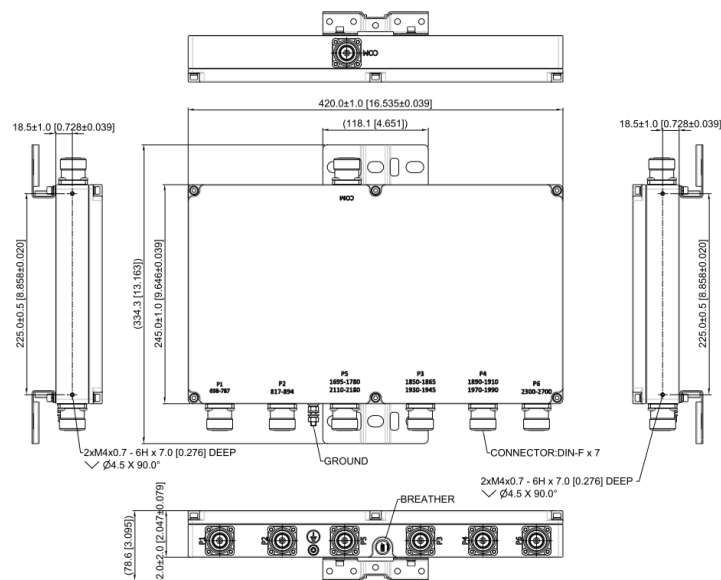 COM
420.0±1.0 [16.535±0.039]
18.5±1.0 [0.728±0.039]
(118.1 [4.651])
18.5±1.0 [0.728±0.039]
COM
225.0±0.5 [8.858±0.020]
(334.3 [13.163])
245.0±1.0 [9.646±0.039]
225.0±0.5 [8.858±0.020]
P1
698-787
P2
817-894
P5
1695-1780
2110-2180
P3
1850-1865
1930-1945
P4
1890-1910
1970-1990
P6
2300-2700
2xM4x0.7 - 6H x 7.0 [0.276] DEEP
Ø4.5 X 90.0°
GROUND
CONNECTOR:DIN-F x 7
2xM4x0.7 - 6H x 7.0 [0.276] DEEP
Ø4.5 X 90.0°
BREATHER
(78.6 [3.095])
2.0±2.0 [2.047±0.079]
P1
P2
P5
P3
P4
P6